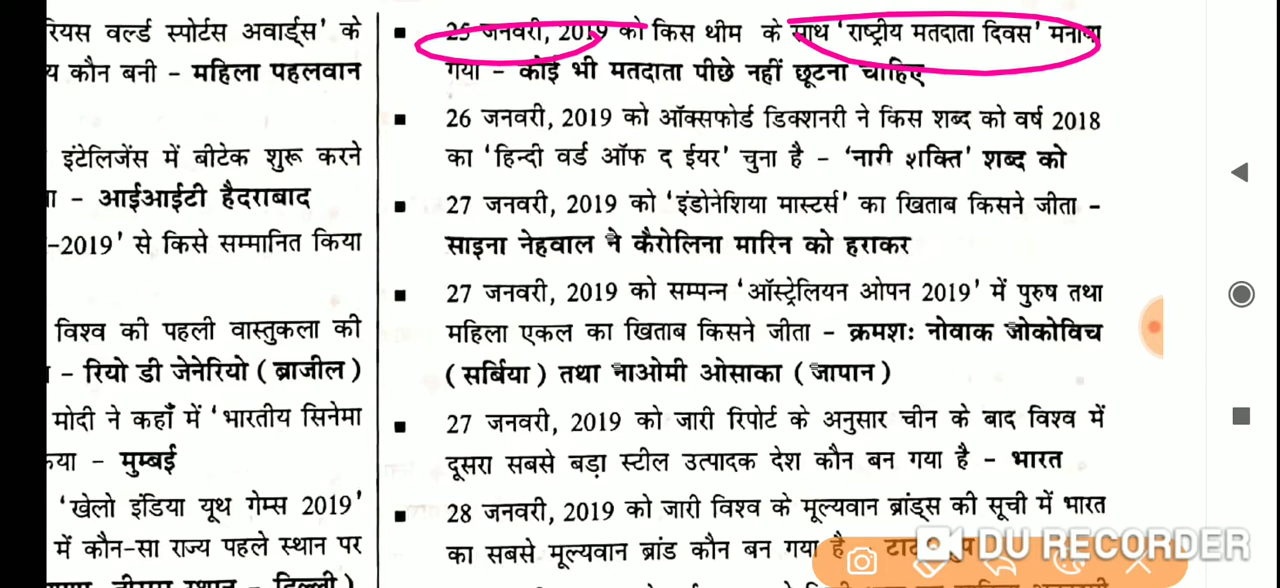 रियस वर्ल्ड स्पोर्टस अवार्ड्स' के
य कौन बनी - महिला पहलवान
इंटेलिजेंस में बीटेक शुरू करने
- आईआईटी हैदराबाद
-2019' से किसे सम्मानित किया
विश्व की पहली वास्तुकला की
- रियो डी जेनेरियो (ब्राजील)
मोदी ने कहाँ में 'भारतीय सिनेमा
कया - मुम्बई
'खेलो इंडिया यूथ गेम्स 2019'
में कौन-सा राज्य पहले स्थान पर
स्थान - दिल्ली)
25 जनवरी, 2019 को किस थीम के साथ 'राष्ट्रीय मतदाता दिवस' मनाया
गया - कोई भी मतदाता पीछे नहीं छूटना चाहिए
26 जनवरी, 2019 को ऑक्सफोर्ड डिक्शनरी ने किस शब्द को वर्ष 2018
का 'हिन्दी वर्ड ऑफ द ईयर' चुना है - 'नारी शक्ति' शब्द को
27 जनवरी, 2019 को 'इंडोनेशिया मास्टर्स' का खिताब किसने जीता -
साइना नेहवाल ने कैरोलिना मारिन को हराकर
27 जनवरी, 2019 को सम्पन्न 'ऑस्ट्रेलियन ओपन 2019' में पुरुष तथा
महिला एकल का खिताब किसने जीता - क्रमशः नोवाक जोकोविच
(सर्बिया) तथा नाओमी ओसाका (जापान)
27 जनवरी, 2019 को जारी रिपोर्ट के अनुसार चीन के बाद विश्व में
दूसरा सबसे बड़ा स्टील उत्पादक देश कौन बन गया है - भारत
28 जनवरी, 2019 को जारी विश्व के मूल्यवान ब्रांड्स की सूची में भारत
का सबसे मूल्यवान ब्रांड कौन बन गया है
DU RECORDER